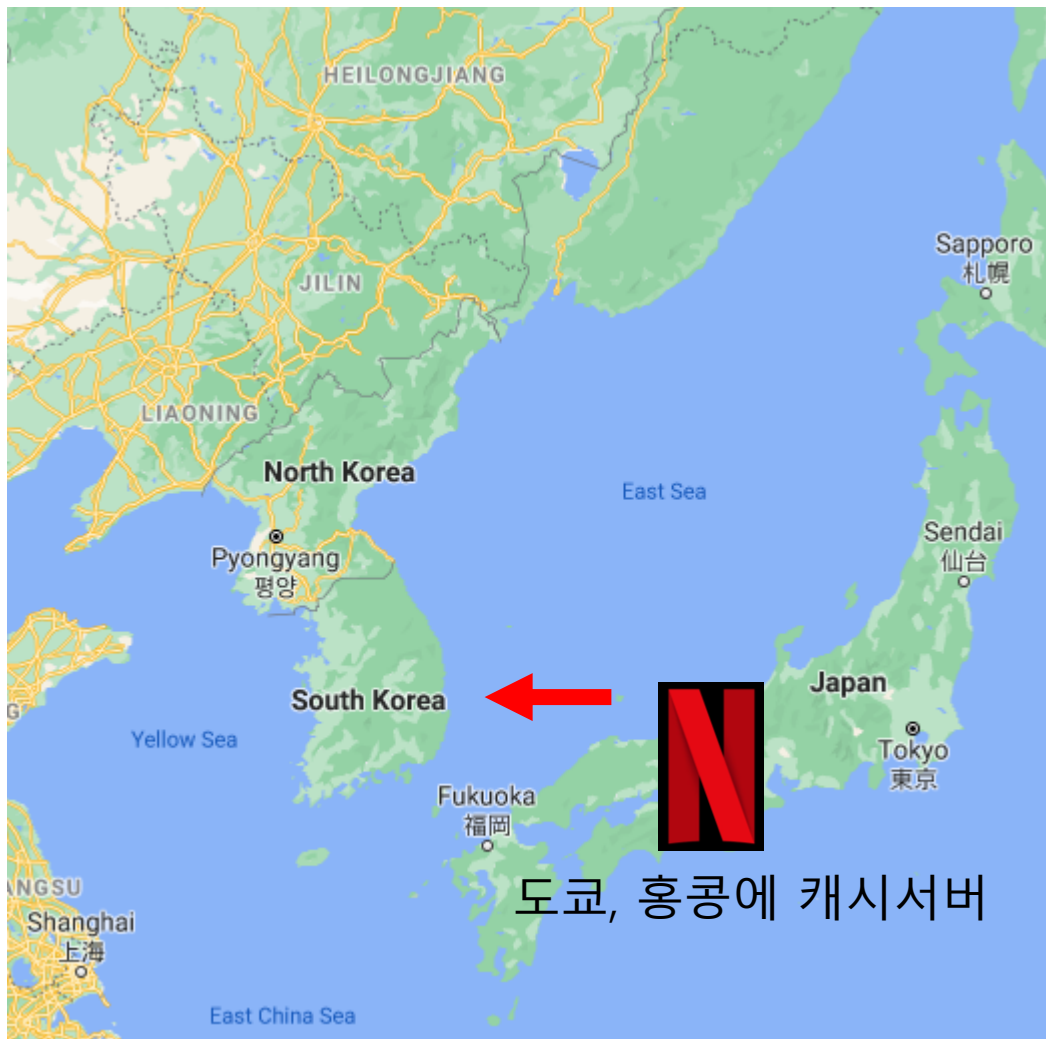 HEILONGJIANG
Sapporo
札幌
JILIN
LIAONING
North Korea
East Sea
Sendai
仙台
Pyongyang
평양
South Korea
Japan
G
Yellow Sea
N
Tokyo
東京
Fukuoka
福岡
ANGSU
도쿄, 홍콩에 캐시서버
Shanghai
上海
East China Sea